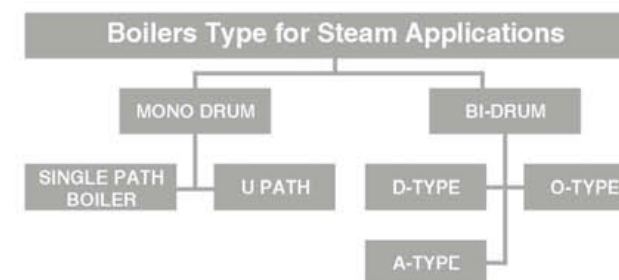 Boilers Type for Steam Applications
MONO DRUM
BI-DRUM
SINGLE PATH
BOILER
U PATH
D-TYPE
O-TYPE
A-TYPE